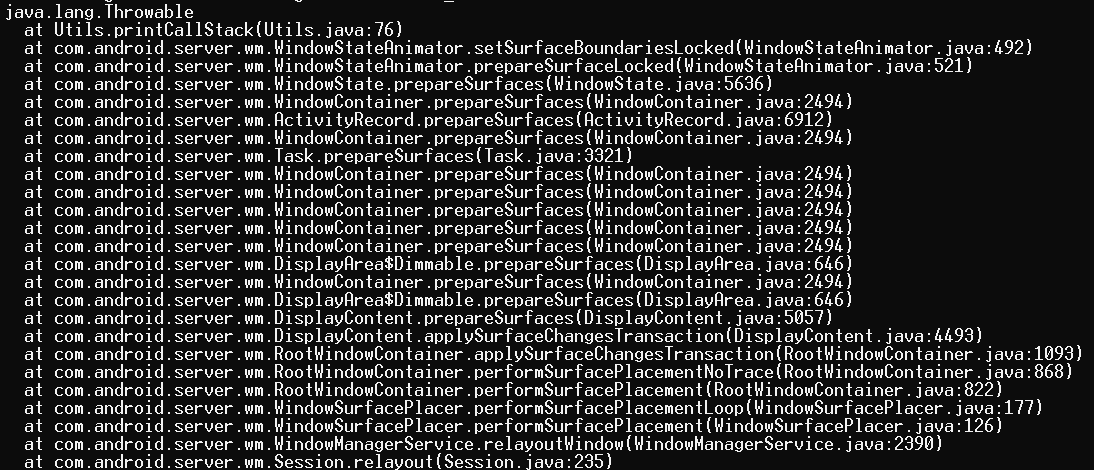 java.lang.Throwable
at Utils.printCallStack(Utils.java:76)
at com.android.server.wm.WindowStateAnimator.setSurfaceBoundariesLocked(WindowStateAnimator.java:492)
at com.android.server.wm.WindowStateAnimator.prepareSurfaceLocked(WindowStateAnimator.java:521)
at com.android.server.wm.WindowState.prepareSurfaces(WindowState.java:5636)
at com.android.server.wm.WindowContainer.prepareSurfaces(WindowContainer.java:2494)
at com.android.server.wm.ActivityRecord.prepareSurfaces(ActivityRecord.java:6912)
at com.android.server.wm.WindowContainer.prepareSurfaces(WindowContainer.java:2494)
at com.android.server.wm.Task.prepareSurfaces(Task.java:3321)
at com.android.server.wm.WindowContainer.prepareSurfaces(WindowContainer.java:2494)
at com.android.server.wm.WindowContainer.prepareSurfaces(WindowContainer.java:2494)
at com.android.server.wm.WindowContainer.prepareSurfaces(WindowContainer.java:2494)
at com.android.server.wm.WindowContainer.prepareSurfaces(WindowContainer.java:2494)
at com.android.server.wm.WindowContainer.prepareSurfaces(WindowContainer.java:2494)
at com.android.server.wm.DisplayArea$Dimmable.prepareSurfaces(DisplayArea.java:646)
at com.android.server.wm.WindowContainer.prepareSurfaces(WindowContainer.java:2494)
at com.android.server.wm.DisplayArea$Dimmable.prepareSurfaces(DisplayArea.java:646)
at com.android.server.wm.DisplayContent.prepareSurfaces(DisplayContent.java:5057)
at com.android.server.wm.DisplayContent.applySurfaceChangesTransaction(DisplayContent.java:4493)
at com.android.server.wm.RootWindowContainer.applySurfaceChangesTransaction(RootWindowContainer.java:1093)
at com.android.server.wm.RootWindowContainer.performSurfacePlacementNoTrace(RootWindowContainer.java:868)
at com.android.server.wm.RootWindowContainer.performSurfacePlacement(RootWindowContainer.java:822)
at com.android.server.wm.WindowSurfacePlacer.performSurfacePlacementLoop(WindowSurfacePlacer.java:177)
at com.android.server.wm.WindowSurfacePlacer.performSurfacePlacement(WindowSurfacePlacer.java:126)
at com.android.server.wm.WindowManagerService.relayoutWindow(WindowManagerService.java:2390)
at com.android.server.wm.Session.relayout(Session.java:235)